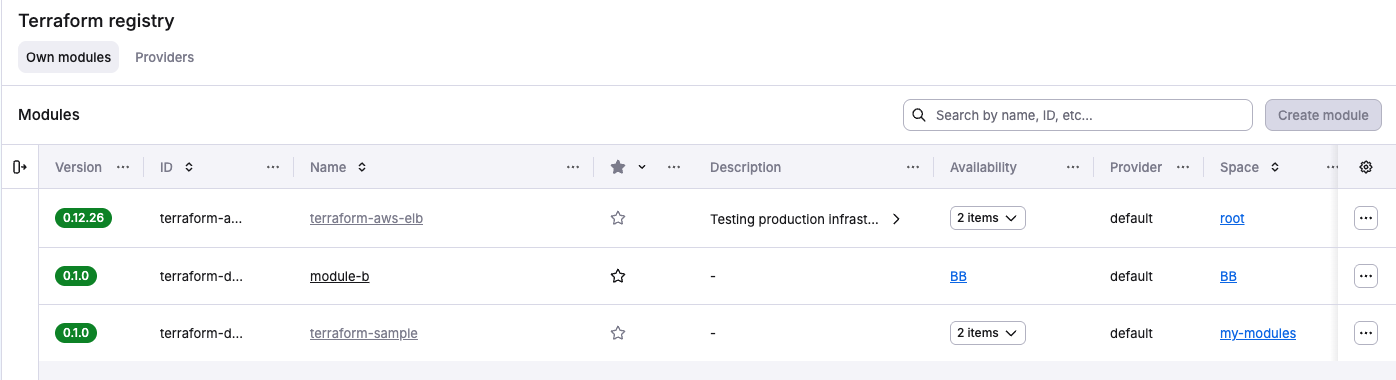 Terraform registry
Own modules Providers
Modules Search by name, ID, etc... Create module
Version ID Name Description Availability Provider Space
0.12.26 terraform-a... terraform-aws-elb Testing production infrast... 2 items default root
0.1.0 terraform-d... module-b - BB default BB
0.1.0 terraform-d... terraform-sample - 2 items default my-modules